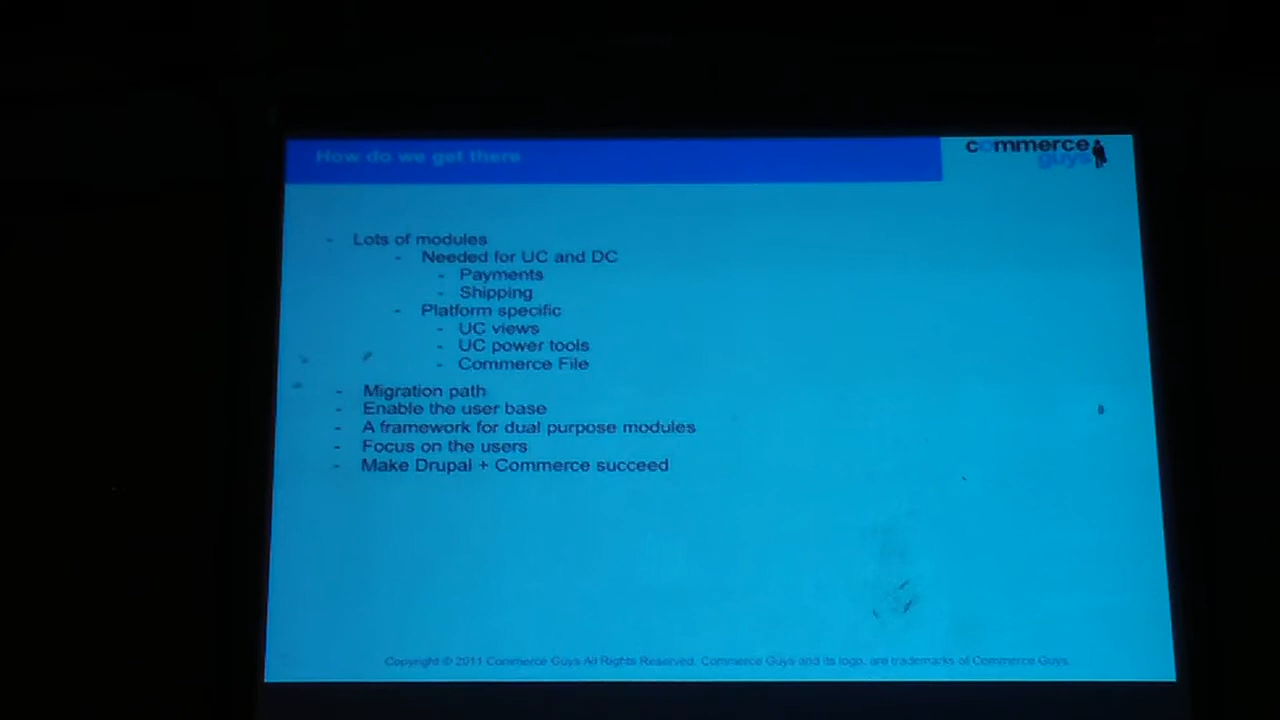 How do we get there
commerce
guys
- Lots of modules
- Needed for UC and DC
- Payments
- Shipping
- Platform specific
- UC views
- UC power tools
- Commerce File
- Migration path
- Enable the user base
- A framework for dual purpose modules
- Focus on the users
- Make Drupal + Commerce succeed
Copyright © 2011 Commerce Guys All Rights Reserved. Commerce Guys and its logo, are trademarks of Commerce Guys.